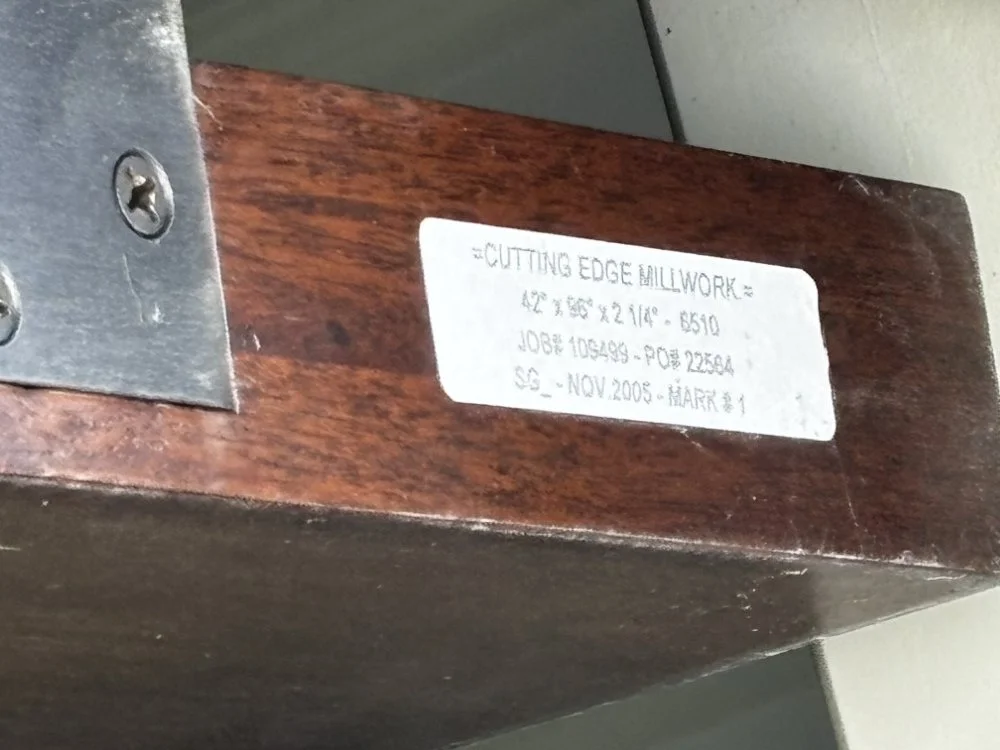 =CUTTING EDGE MILLWORK=
42" x 96" x 2 1/4" - 6510
JOB# 109499 - PO# 22564
SG_ - NOV.2005 - MARK # 1